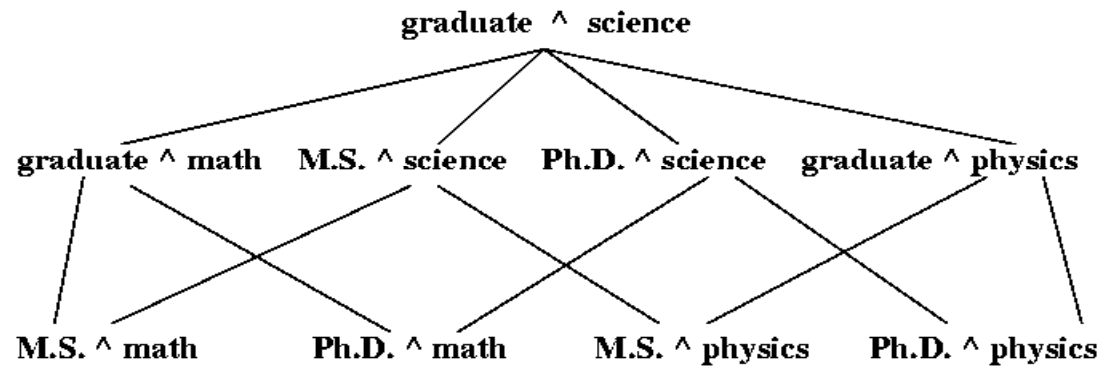 graduate ^ science
graduate ^ math M.S. ^ science Ph.D. ^ science graduate ^ physics
M.S. ^ math Ph.D. ^ math M.S. ^ physics Ph.D. ^ physics